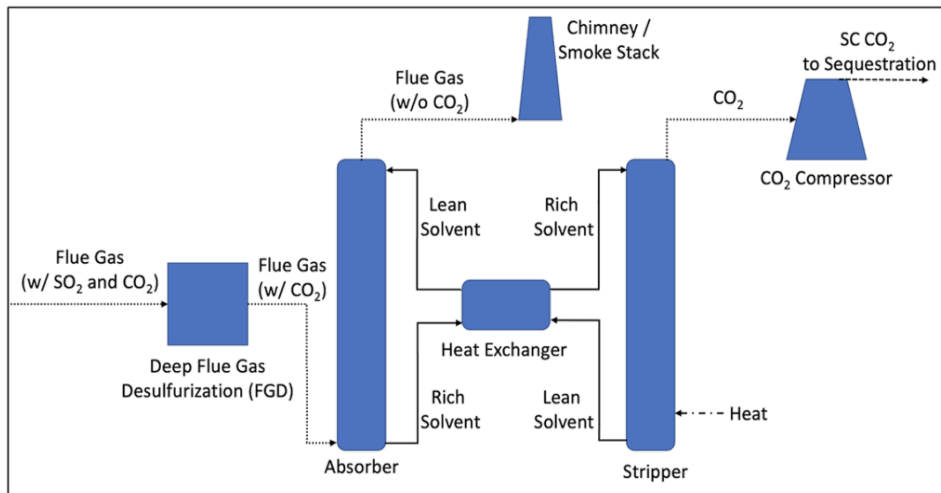 Chimney /
Smoke Stack
SC CO₂
to Sequestration
Flue Gas
(w/o CO₂)
CO₂
CO₂ Compressor
Lean
Solvent
Rich
Solvent
Flue Gas
(w/ SO₂ and CO₂)
Flue Gas
(w/ CO₂)
Heat Exchanger
Deep Flue Gas
Desulfurization (FGD)
Rich
Solvent
Lean
Solvent
Heat
Absorber
Stripper